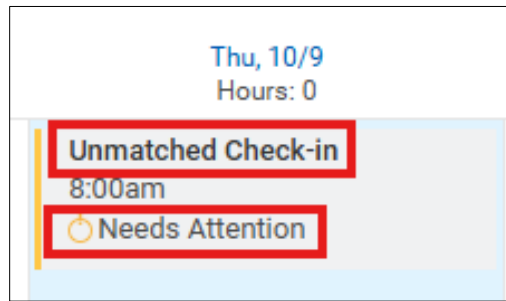 Thu, 10/9
Hours: 0
Unmatched Check-in
8:00am
Needs Attention